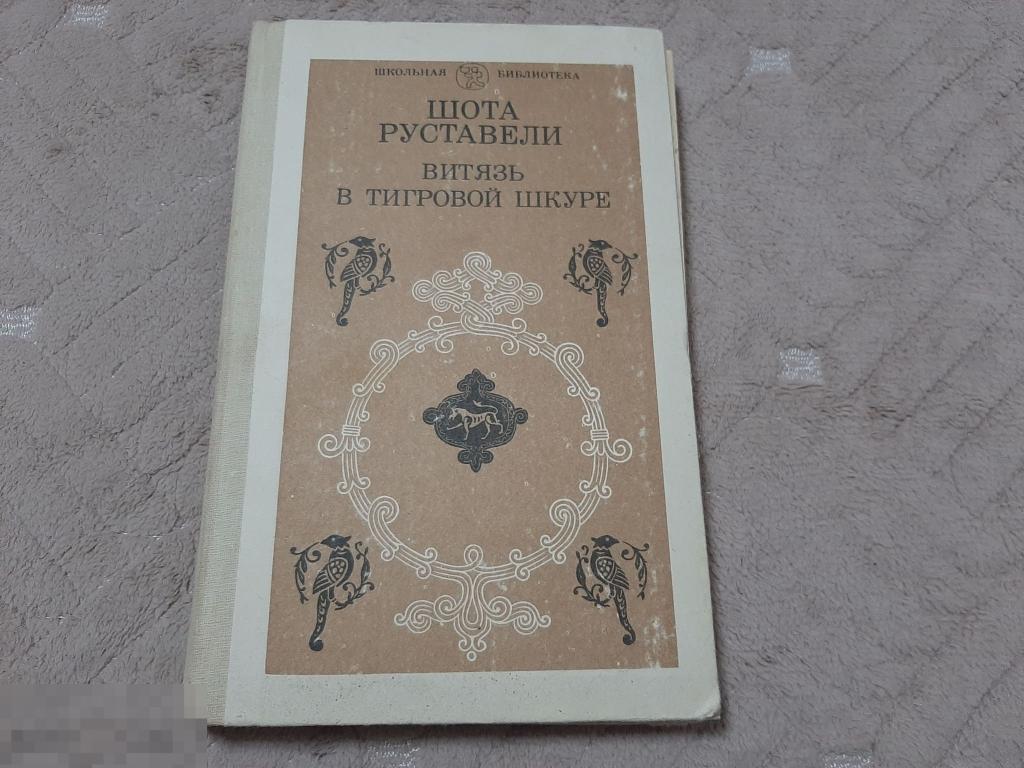 ШКОЛЬНАЯ БИБЛИОТЕКА
ШОТА
РУСТАВЕЛИ
ВИТЯЗЬ
В ТИГРОВОЙ ШКУРЕ